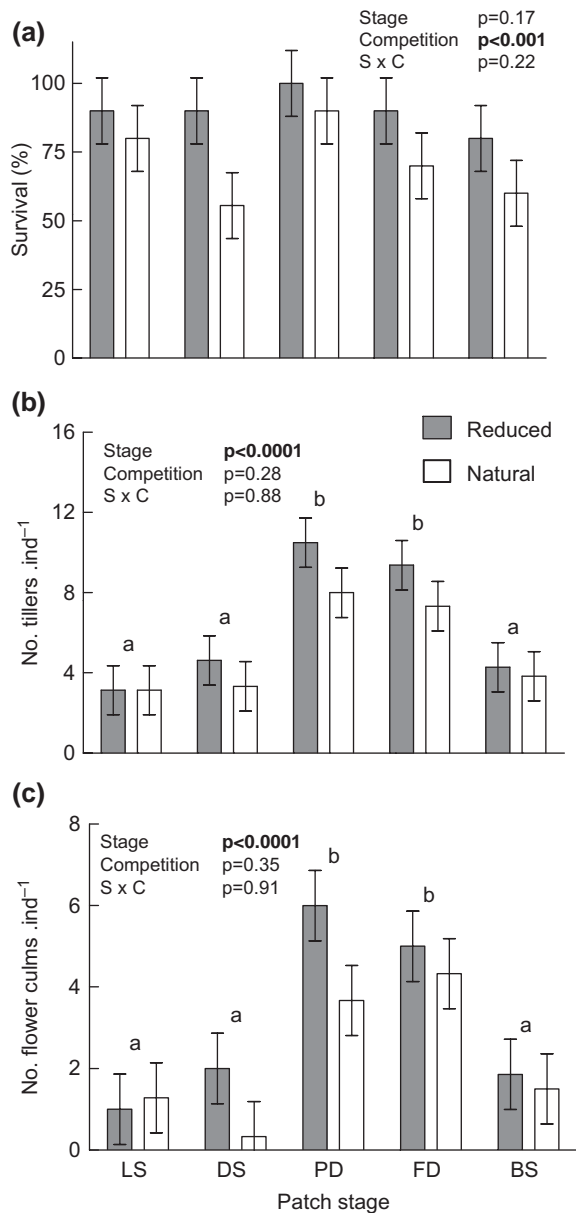 (a)
Stage p=0.17
Competition p<0.001
S x C p=0.22
100
75
50
25
0
Survival (%)
(b)
Reduced
Natural
Stage p<0.0001
Competition p=0.28
S x C p=0.88
16
12
8
4
0
No. tillers .ind⁻¹
a
a
b
b
a
(c)
Stage p<0.0001
Competition p=0.35
S x C p=0.91
8
6
4
2
0
No. flower culms .ind⁻¹
a
a
b
b
a
LS DS PD FD BS
Patch stage